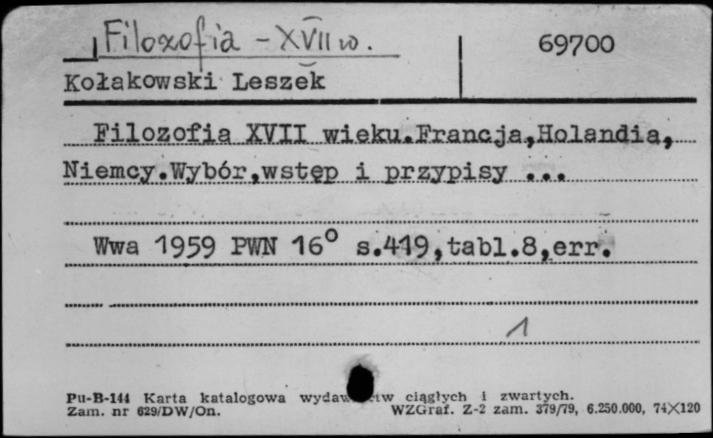 Filozofia - XVII w.
69700
Kołakowski Leszek
Filozofia XVII wieku.Francja,Holandia,
Niemcy.Wybór,wstęp i przypisy ...
Wwa 1959 PWN 16° s.419,tabl.8,err.
1
Pu-B-144 Karta katalogowa ciągłych i zwartych.
Zam. nr 629/DW/On. WZGraf. Z-2 zam. 379/79, 6.250.000, 74×120